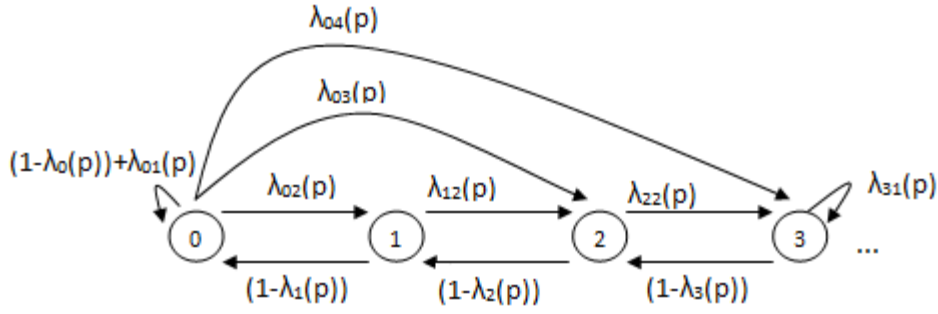 λ₀₄(p)
λ₀₃(p)
(1-λ₀(p))+λ₀₁(p)
λ₀₂(p)
λ₁₂(p)
λ₂₂(p)
λ₃₁(p)
0
1
2
3
...
(1-λ₁(p))
(1-λ₂(p))
(1-λ₃(p))